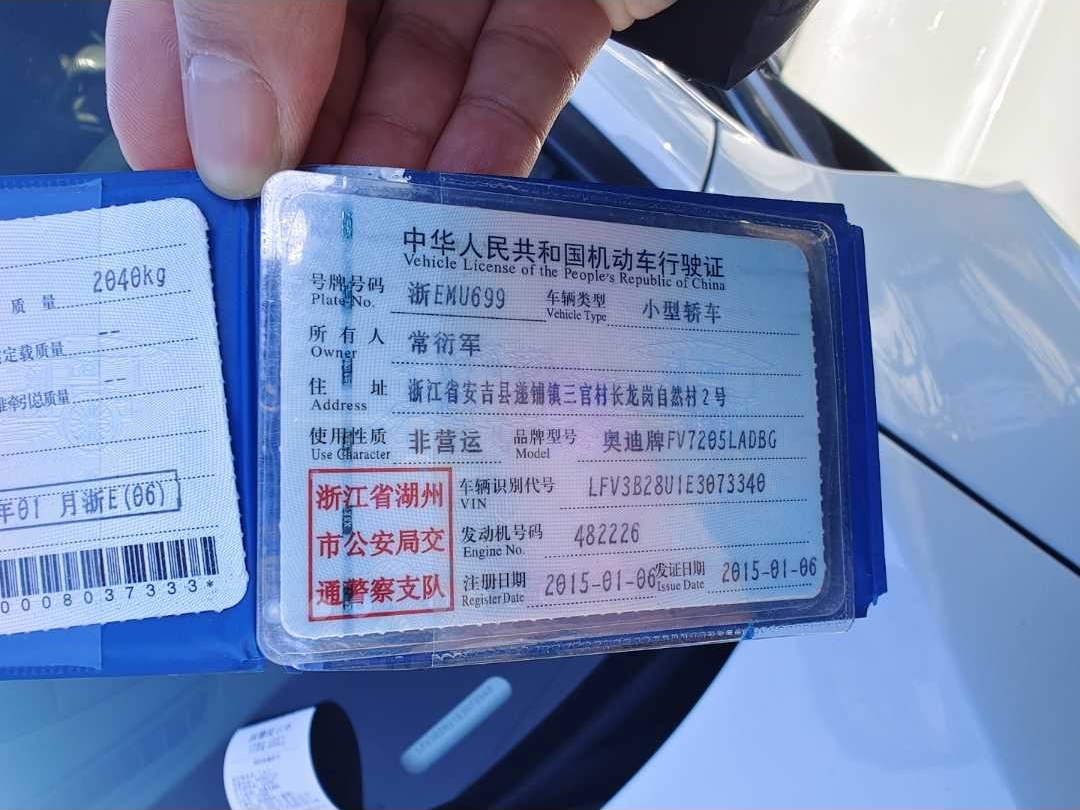 质 量 2040kg
定载质量 --
牵引总质量 --
年01 月浙E(06)
00008037333*
中华人民共和国机动车行驶证
Vehicle License of the People's Republic of China
号牌号码 浙EMU699 车辆类型 小型轿车
Plate No. Vehicle Type
所 有 人 常衍军
Owner
住 址 浙江省安吉县递铺镇三官村长龙岗自然村2号
Address
使用性质 非营运 品牌型号 奥迪牌FV7205LADBG
Use Character Model
浙江省湖州
市公安局交
通警察支队
车辆识别代号 LFV3B28U1E3073340
VIN
发动机号码 482226
Engine No.
注册日期 2015-01-06 发证日期 2015-01-06
Register Date Issue Date